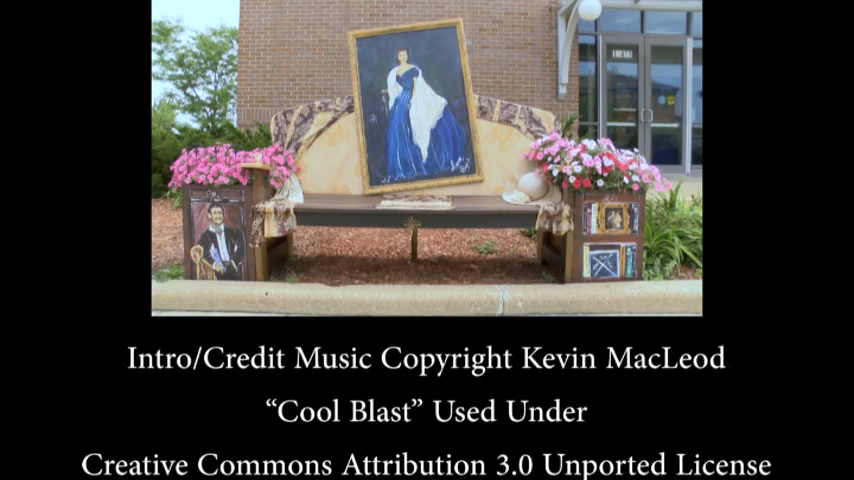 Intro/Credit Music Copyright Kevin MacLeod
“Cool Blast” Used Under
Creative Commons Attribution 3.0 Unported License